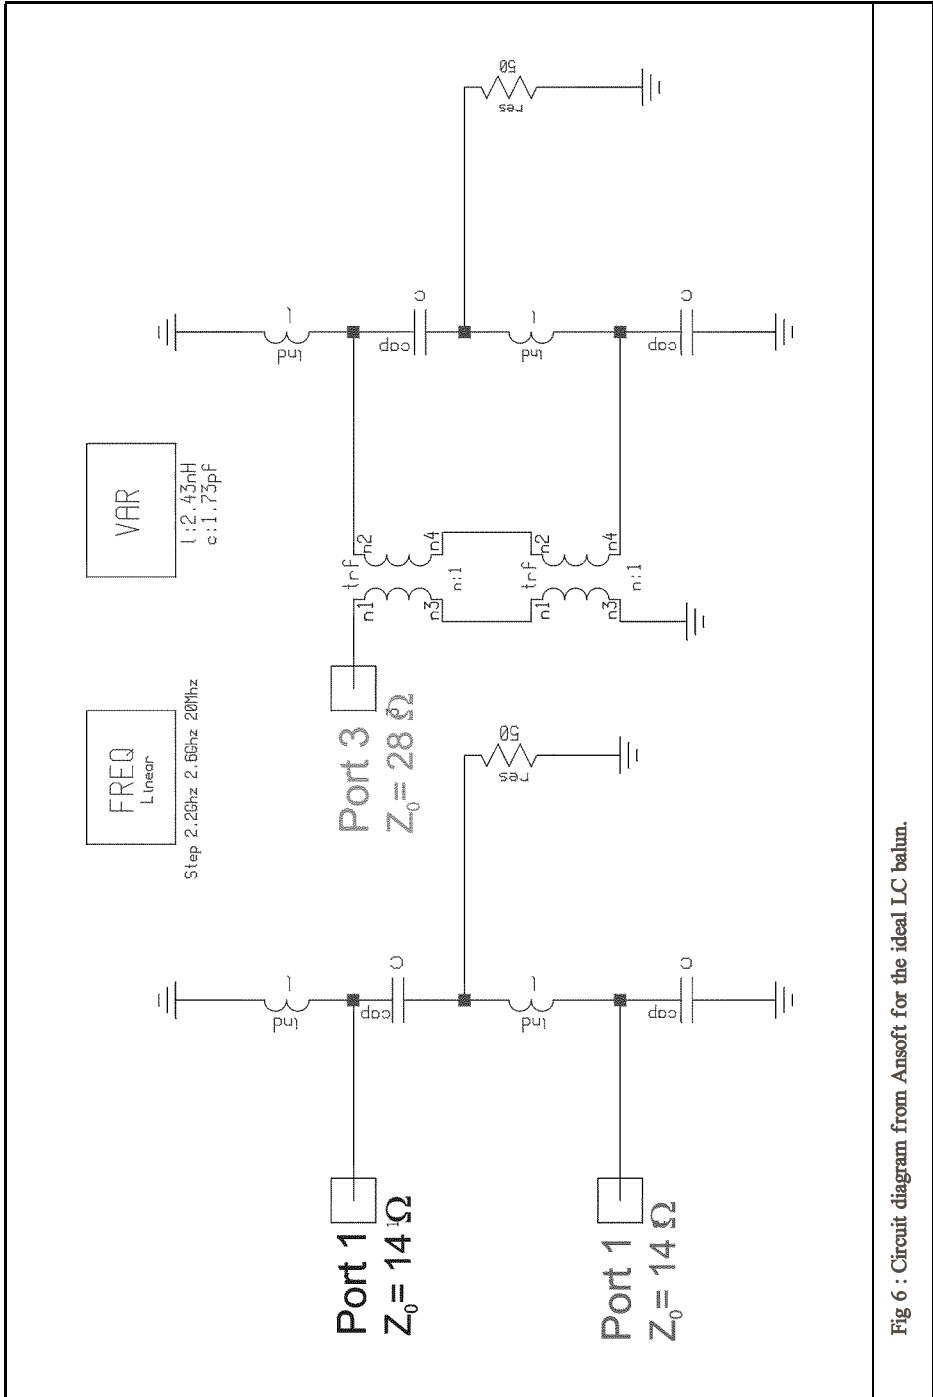 FREQ
Linear
Step 2.2Ghz 2.6Ghz 20Mhz
VAR
l:2.43nH
c:1.73pf
Port 1
Z₀= 14 Ω
ind
l
cap
C
res
50
ind
l
cap
C
Port 1
Z₀= 14 Ω
Port 3
Z₀= 28 Ω
trf
n1
n2
n3
n4
n:1
trf
n1
n2
n3
n4
n:1
ind
l
cap
C
res
50
ind
l
cap
C
Fig 6 : Circuit diagram from Ansoft for the ideal LC balun.